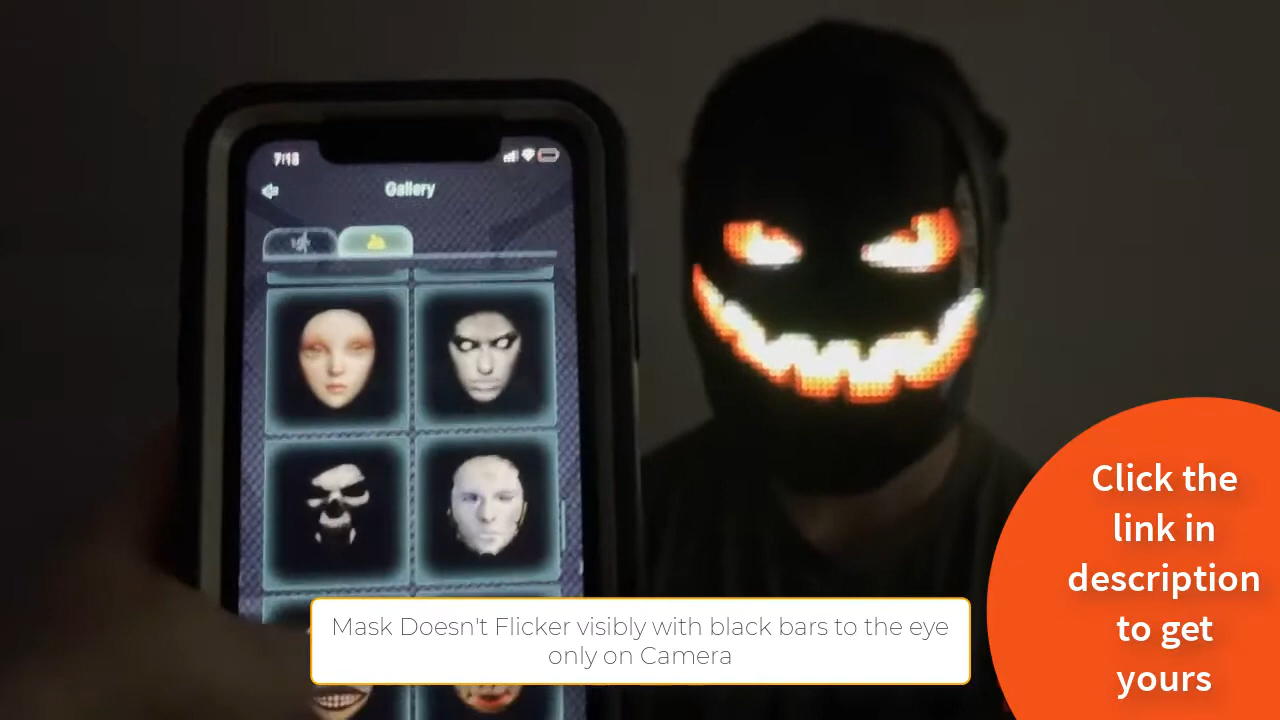 7:18
Gallery
Mask Doesn't Flicker visibly with black bars to the eye
only on Camera
Click the
link in
description
to get
yours